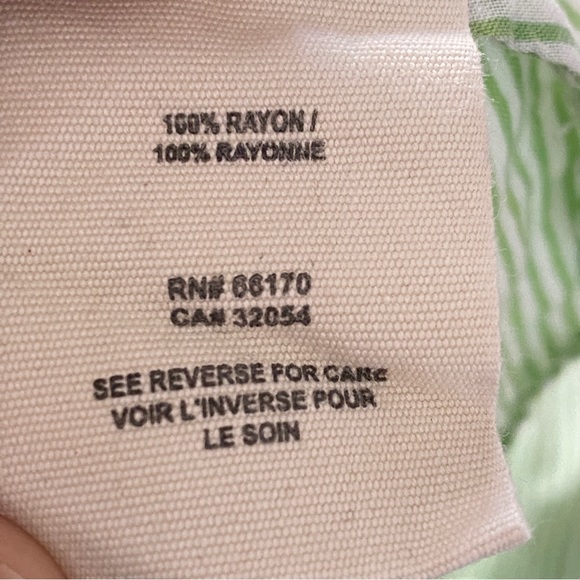 100% RAYON /
100% RAYONNE
RN# 66170
CA# 32054
SEE REVERSE FOR CARE
VOIR L'INVERSE POUR
LE SOIN